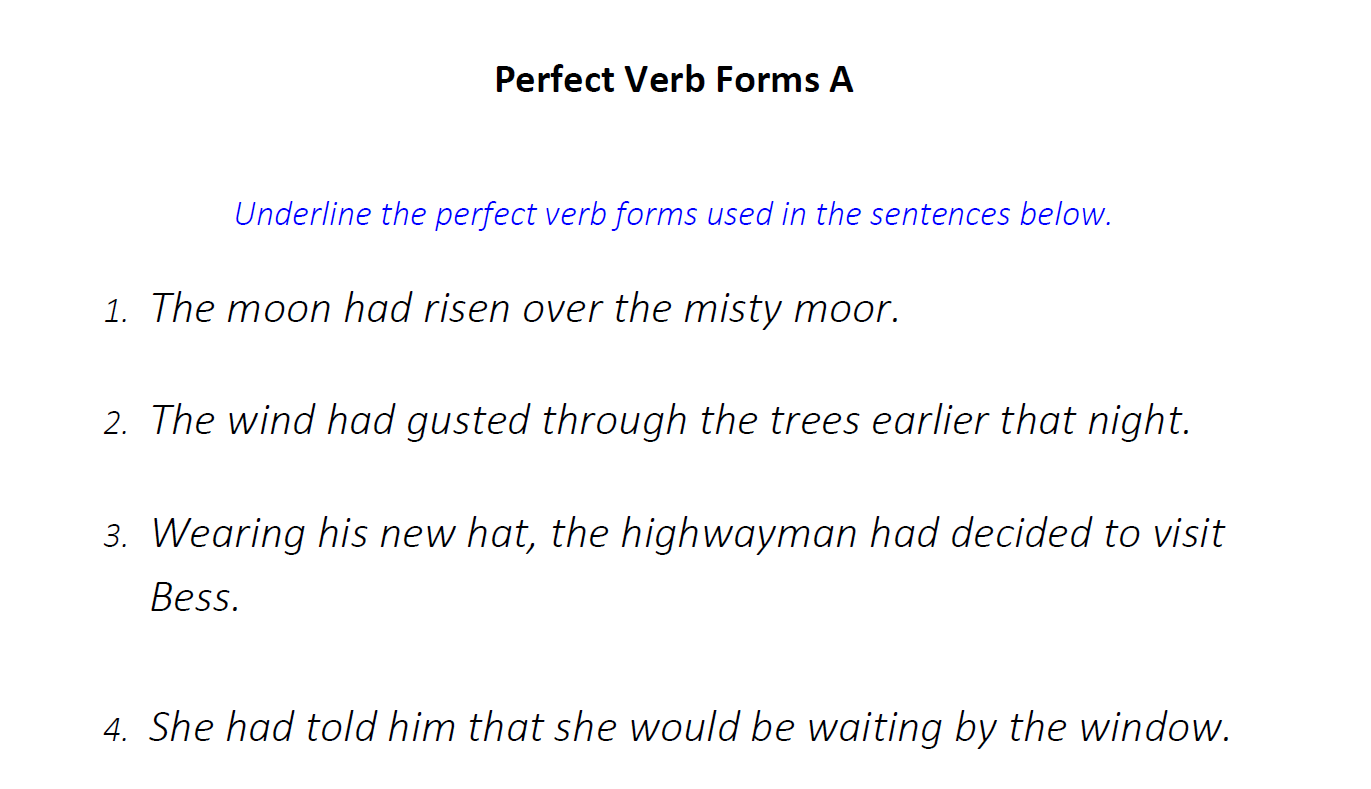 Perfect Verb Forms A
Underline the perfect verb forms used in the sentences below.
1. The moon had risen over the misty moor.
2. The wind had gusted through the trees earlier that night.
3. Wearing his new hat, the highwayman had decided to visit
Bess.
4. She had told him that she would be waiting by the window.